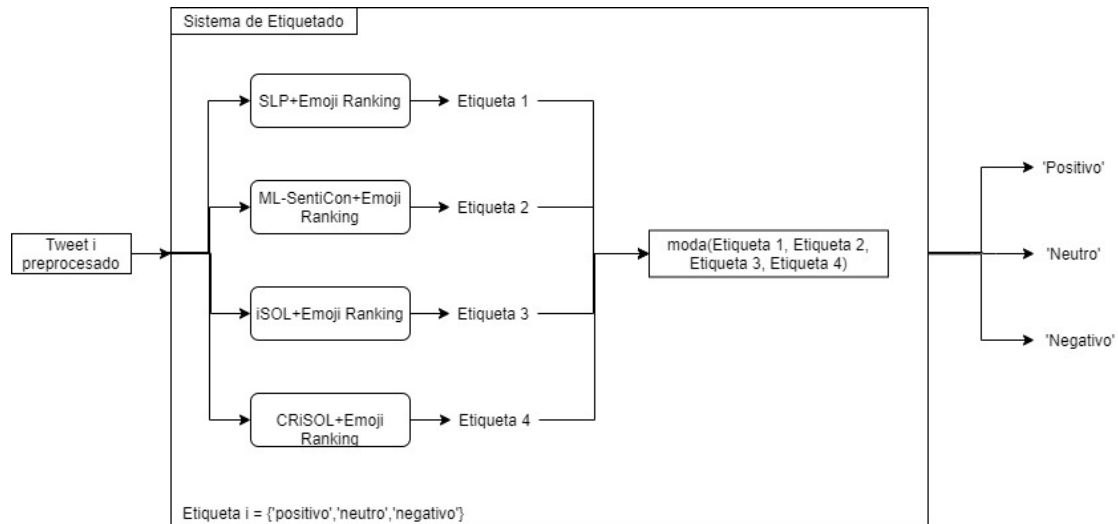 Sistema de Etiquetado
SLP+Emoji Ranking
Etiqueta 1
ML-SentiCon+Emoji
Ranking
Etiqueta 2
Tweet i
preprocesado
iSOL+Emoji Ranking
Etiqueta 3
CRiSOL+Emoji
Ranking
Etiqueta 4
moda(Etiqueta 1, Etiqueta 2,
Etiqueta 3, Etiqueta 4)
'Positivo'
'Neutro'
'Negativo'
Etiqueta i = {'positivo','neutro','negativo'}